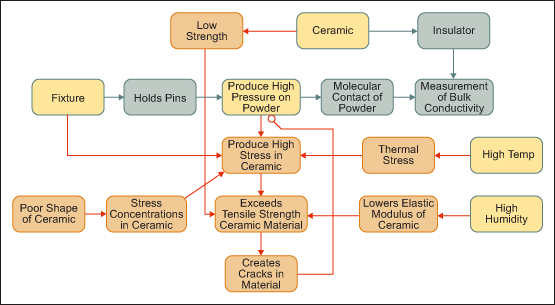 Low
Strength
Ceramic
Insulator
Fixture
Holds Pins
Produce High
Pressure on
Powder
Molecular
Contact of
Powder
Measurement
of Bulk
Conductivity
Produce High
Stress in
Ceramic
Thermal
Stress
High Temp
Poor Shape
of Ceramic
Stress
Concentrations
in Ceramic
Exceeds
Tensile Strength
Ceramic Material
Lowers Elastic
Modulus of
Ceramic
High
Humidity
Creates
Cracks in
Material